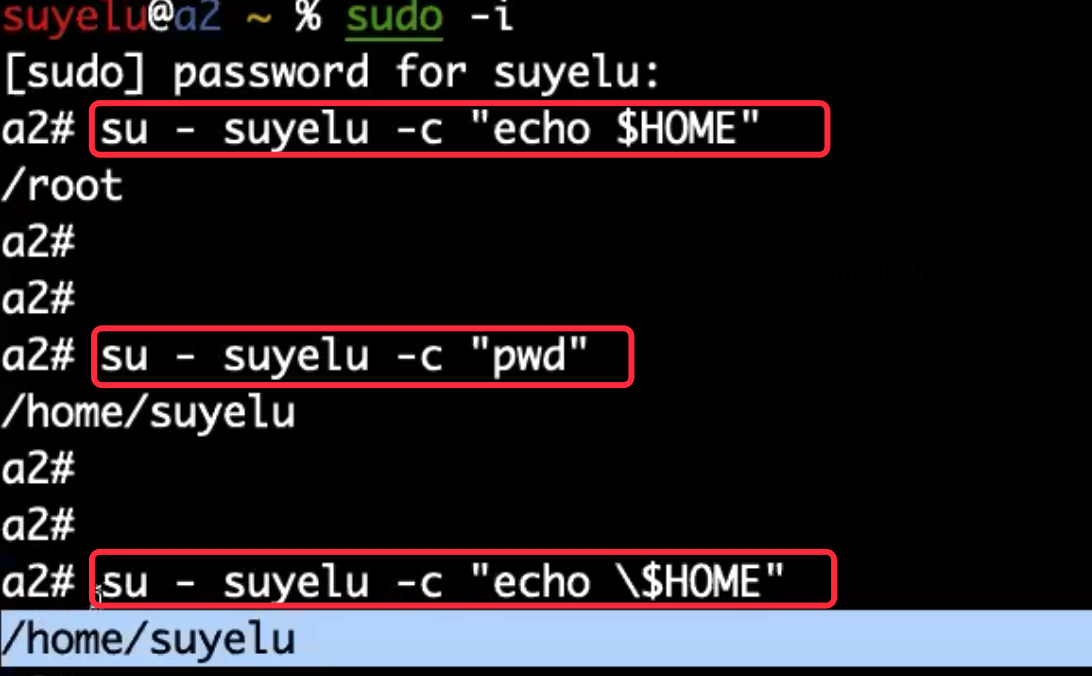 suyelu@a2 ~ % sudo -i
[sudo] password for suyelu:
a2# su - suyelu -c "echo $HOME"
/root
a2#
a2#
a2# su - suyelu -c "pwd"
/home/suyelu
a2#
a2#
a2# su - suyelu -c "echo \$HOME"
/home/suyelu